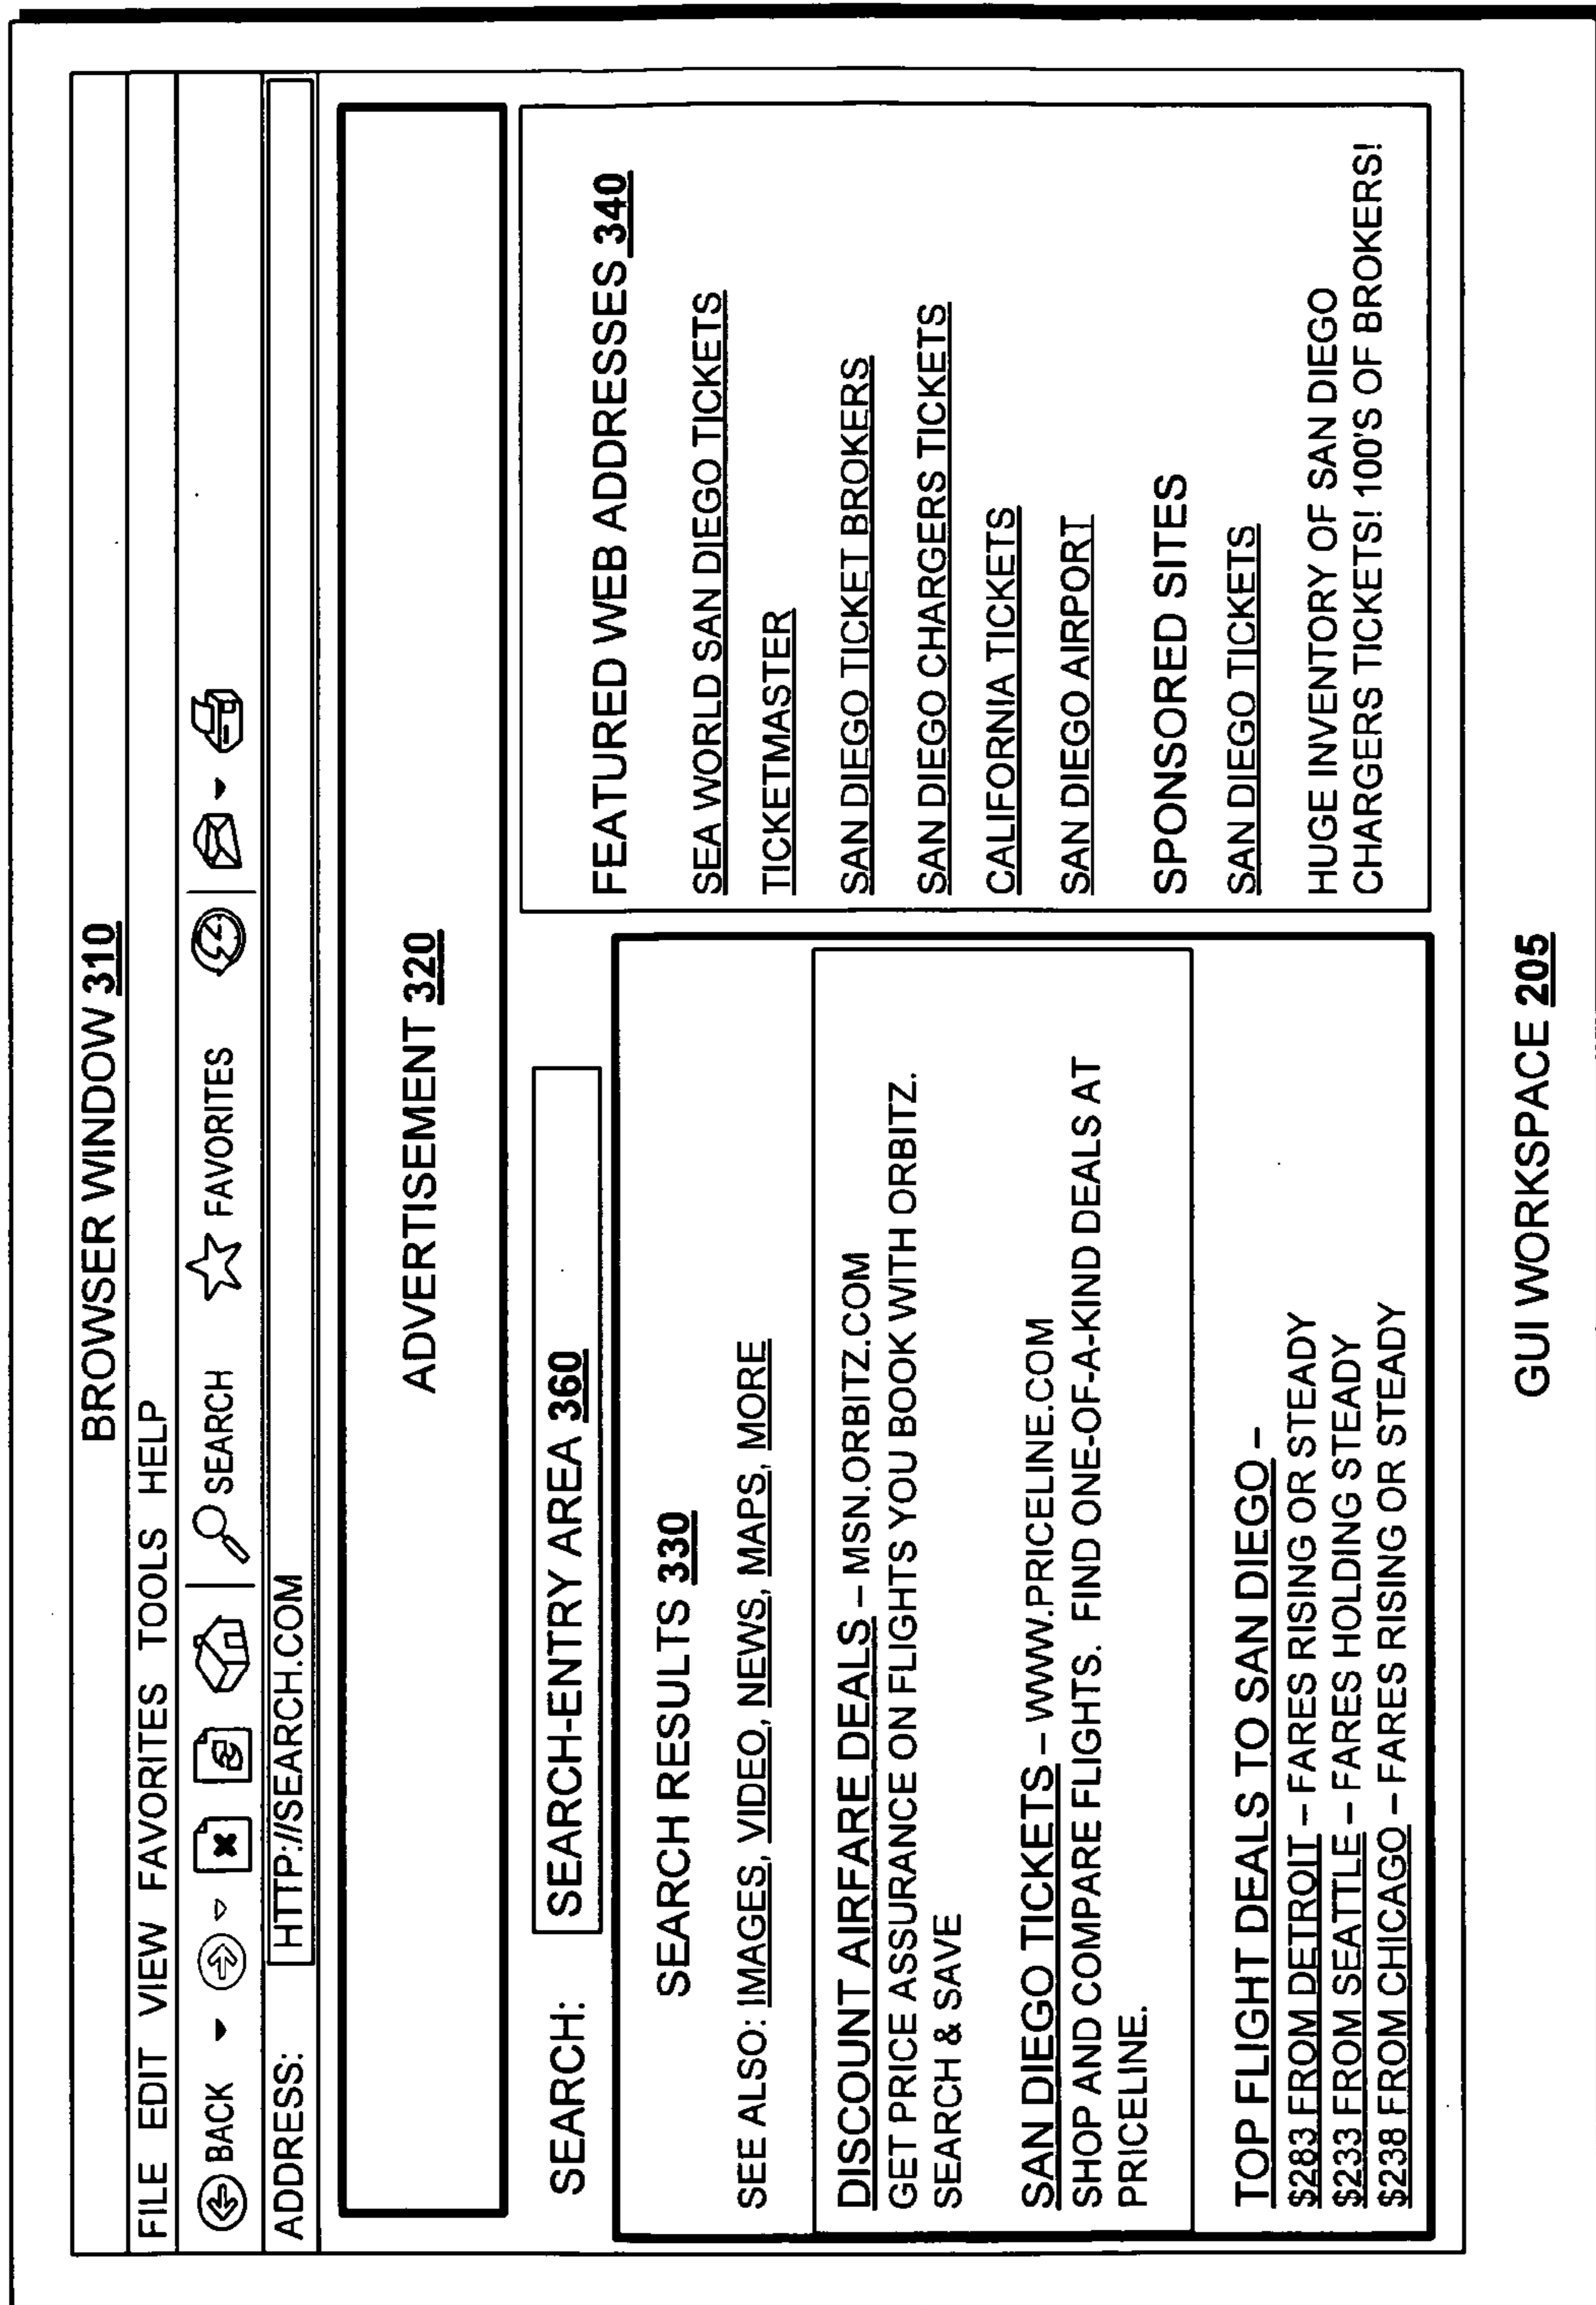 BROWSER WINDOW 310
FILE EDIT VIEW FAVORITES TOOLS HELP
BACK SEARCH FAVORITES
ADDRESS: HTTP://SEARCH.COM
ADVERTISEMENT 320
SEARCH: SEARCH-ENTRY AREA 360
SEARCH RESULTS 330
SEE ALSO: IMAGES, VIDEO, NEWS, MAPS, MORE
DISCOUNT AIRFARE DEALS – MSN.ORBITZ.COM
GET PRICE ASSURANCE ON FLIGHTS YOU BOOK WITH ORBITZ.
SEARCH & SAVE
SAN DIEGO TICKETS – WWW.PRICELINE.COM
SHOP AND COMPARE FLIGHTS. FIND ONE-OF-A-KIND DEALS AT
PRICELINE.
TOP FLIGHT DEALS TO SAN DIEGO –
$283 FROM DETROIT – FARES RISING OR STEADY
$233 FROM SEATTLE – FARES HOLDING STEADY
$238 FROM CHICAGO – FARES RISING OR STEADY
FEATURED WEB ADDRESSES 340
SEA WORLD SAN DIEGO TICKETS
TICKETMASTER
SAN DIEGO TICKET BROKERS
SAN DIEGO CHARGERS TICKETS
CALIFORNIA TICKETS
SAN DIEGO AIRPORT
SPONSORED SITES
SAN DIEGO TICKETS
HUGE INVENTORY OF SAN DIEGO
CHARGERS TICKETS! 100'S OF BROKERS!
GUI WORKSPACE 205